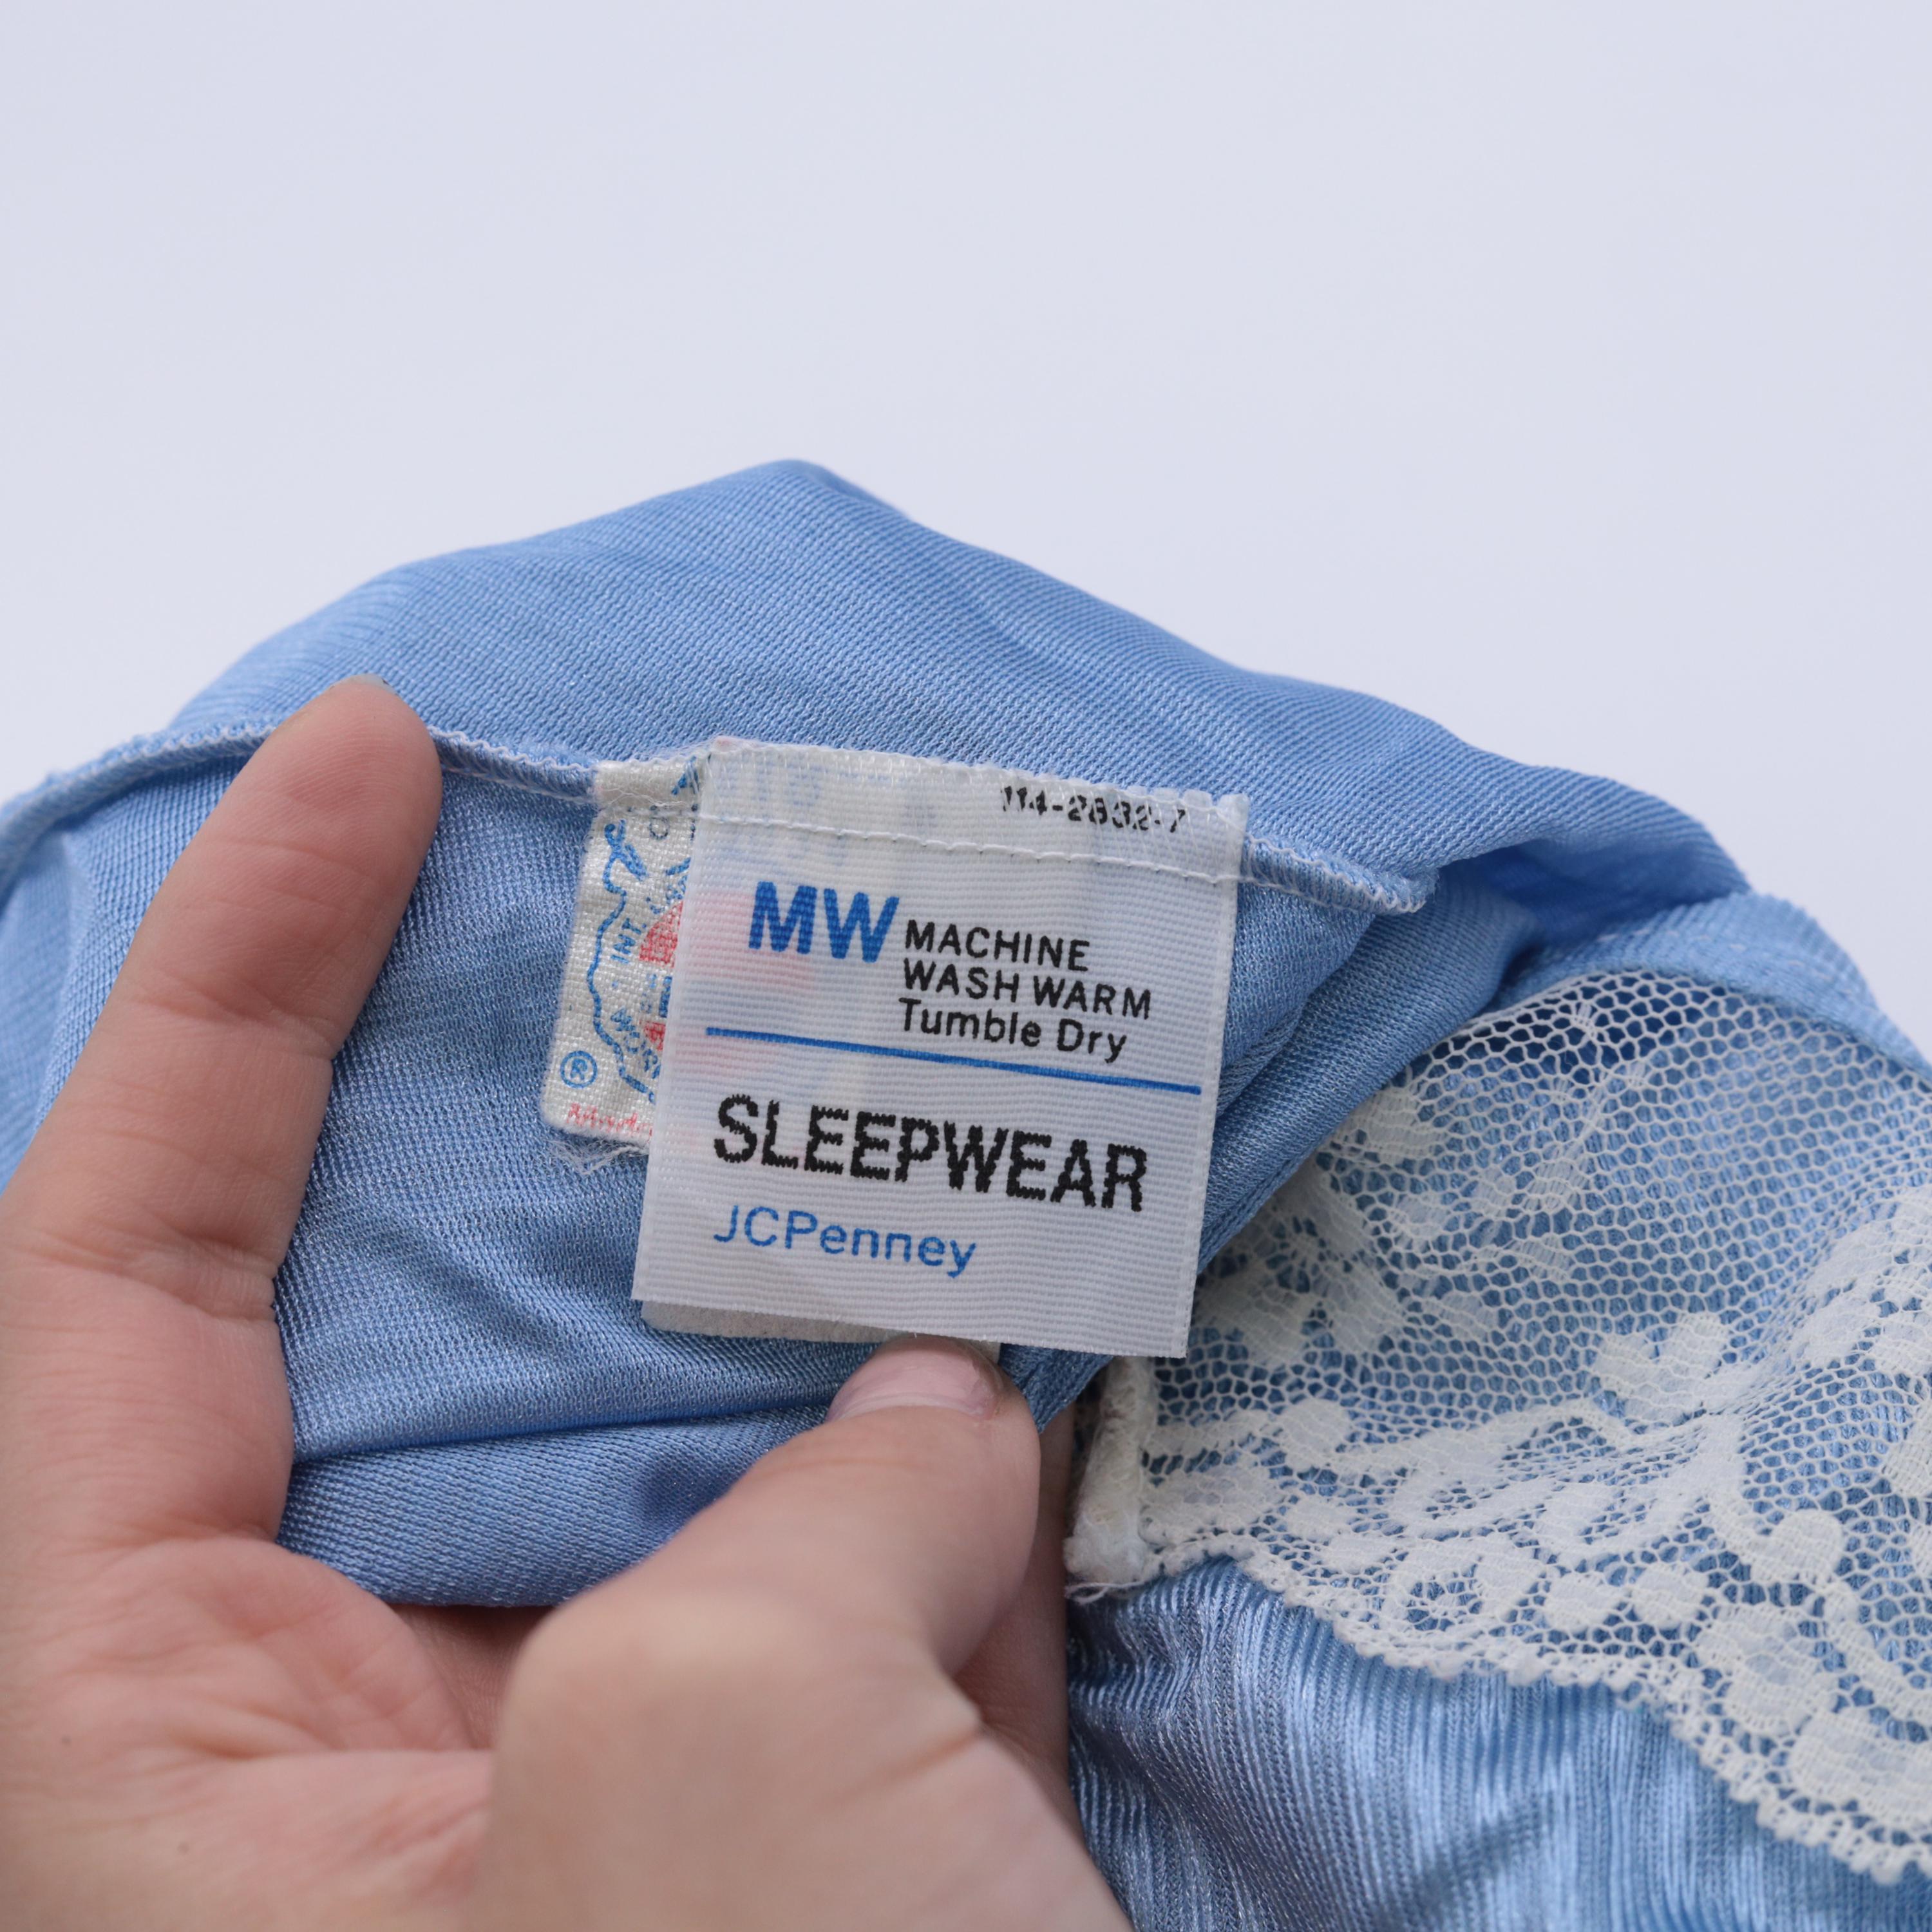 114-2832-7
MW MACHINE
WASH WARM
Tumble Dry
SLEEPWEAR
JCPenney
®